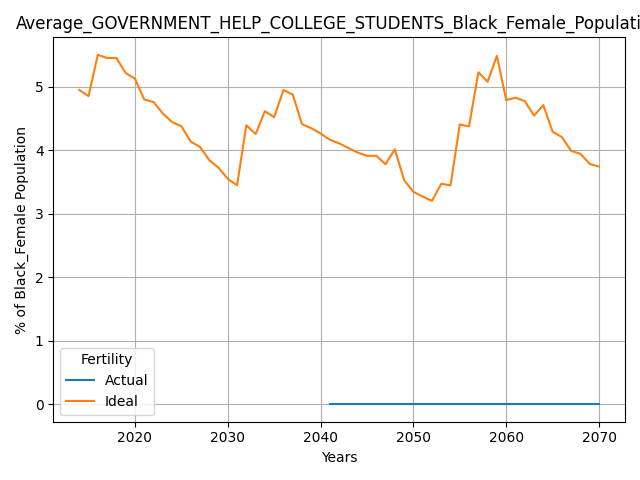 Average_GOVERNMENT_HELP_COLLEGE_STUDENTS_Black_Female_Populati
% of Black_Female Population
5
4
3
2
1
0
Fertility
Actual
Ideal
2020 2030 2040 2050 2060 2070
Years